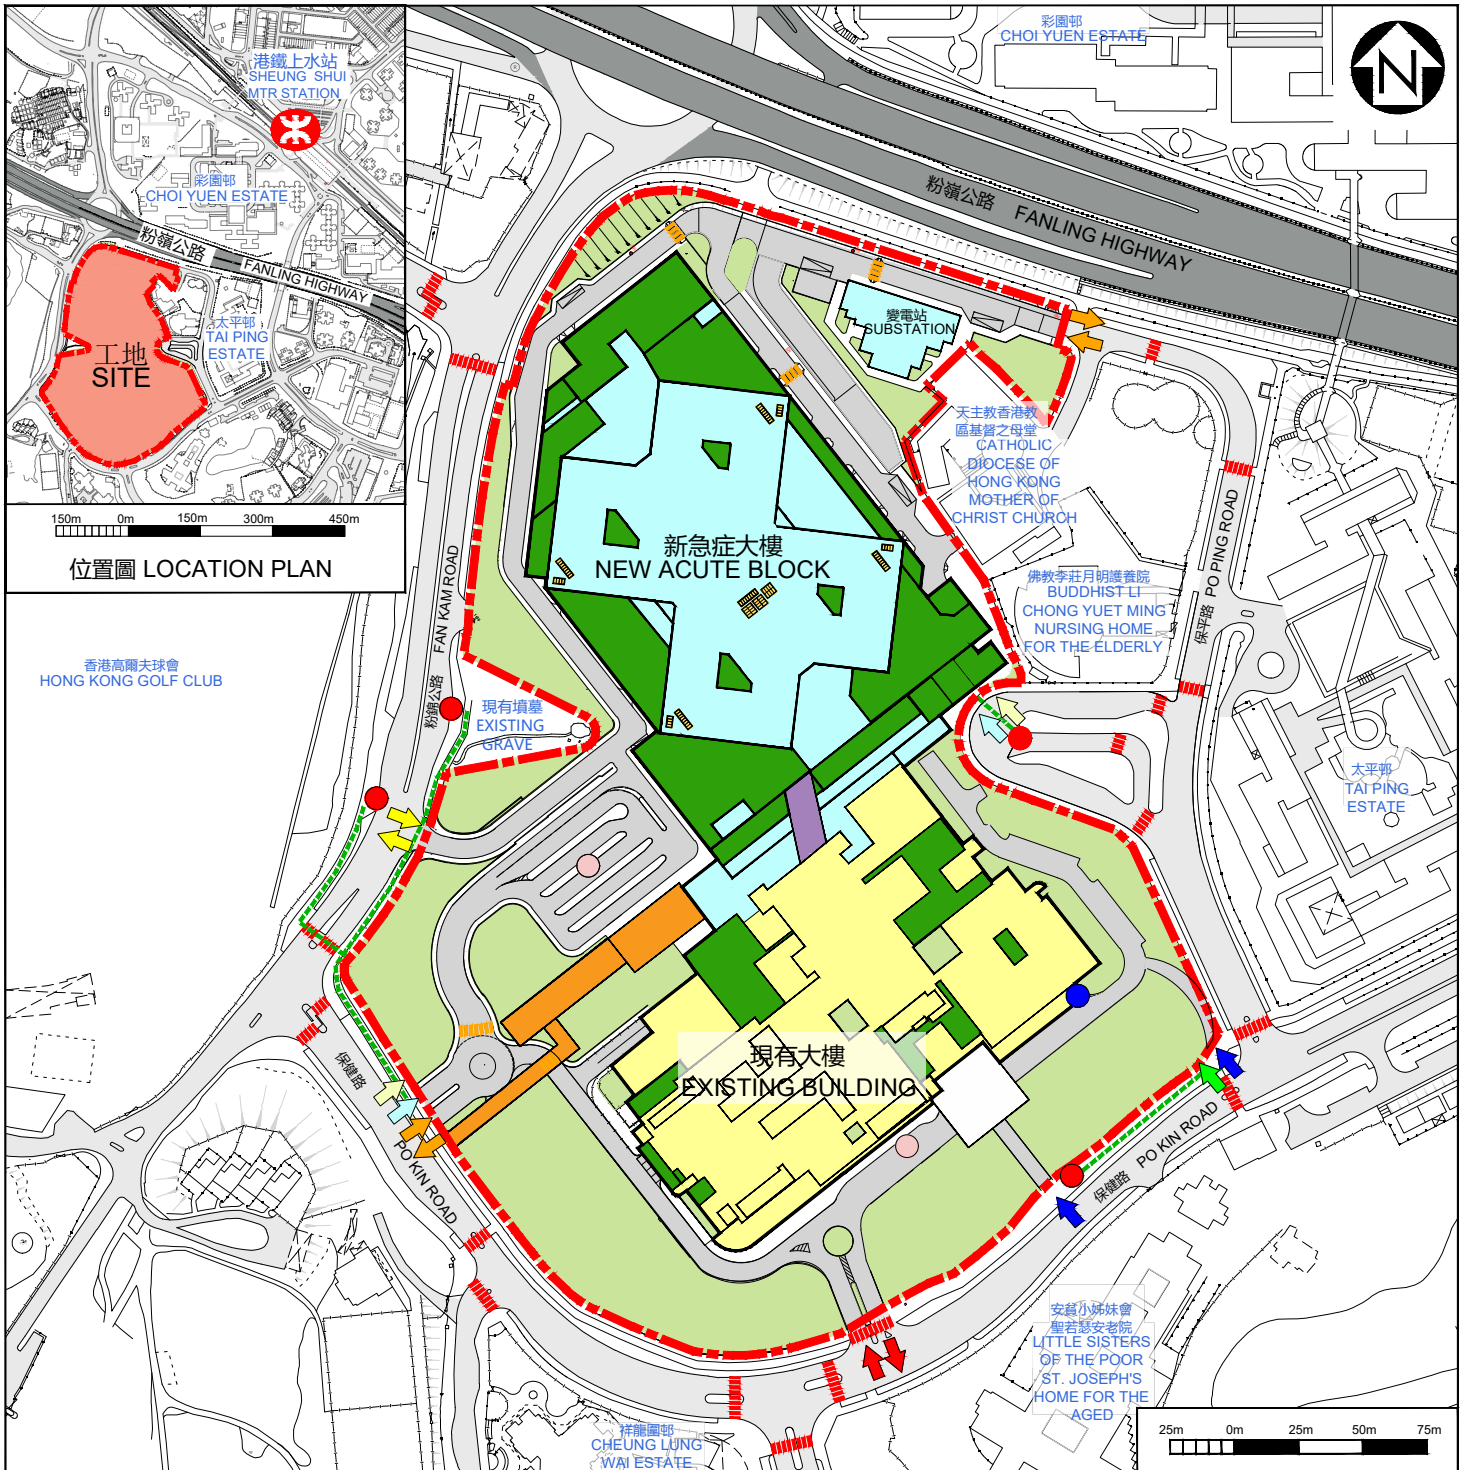 港鐵上水站
SHEUNG SHUI
MTR STATION
彩園邨
CHOI YUEN ESTATE
粉嶺公路
FANLING HIGHWAY
太平邨
TAI PING
ESTATE
工地
SITE
150m 0m 150m 300m 450m
位置圖 LOCATION PLAN
彩園邨
CHOI YUEN ESTATE
N
粉嶺公路 FANLING HIGHWAY
變電站
SUBSTATION
天主教香港教
區基督之母堂
CATHOLIC
DIOCESE OF
HONG KONG
MOTHER OF
CHRIST CHURCH
新急症大樓
NEW ACUTE BLOCK
佛教李莊月明護養院
BUDDHIST LI
CHONG YUET MING
NURSING HOME
FOR THE ELDERLY
保平路 PO PING ROAD
粉錦公路 FAN KAM ROAD
香港高爾夫球會
HONG KONG GOLF CLUB
現有墳墓
EXISTING
GRAVE
太平邨
TAI PING
ESTATE
現有大樓
EXISTING BUILDING
保健路
PO KIN ROAD
保健路 PO KIN ROAD
安貧小姊妹會
聖若瑟安老院
LITTLE SISTERS
OF THE POOR
ST. JOSEPH'S
HOME FOR THE
AGED
祥龍圍邨
CHEUNG LUNG
WAI ESTATE
25m 0m 25m 50m 75m